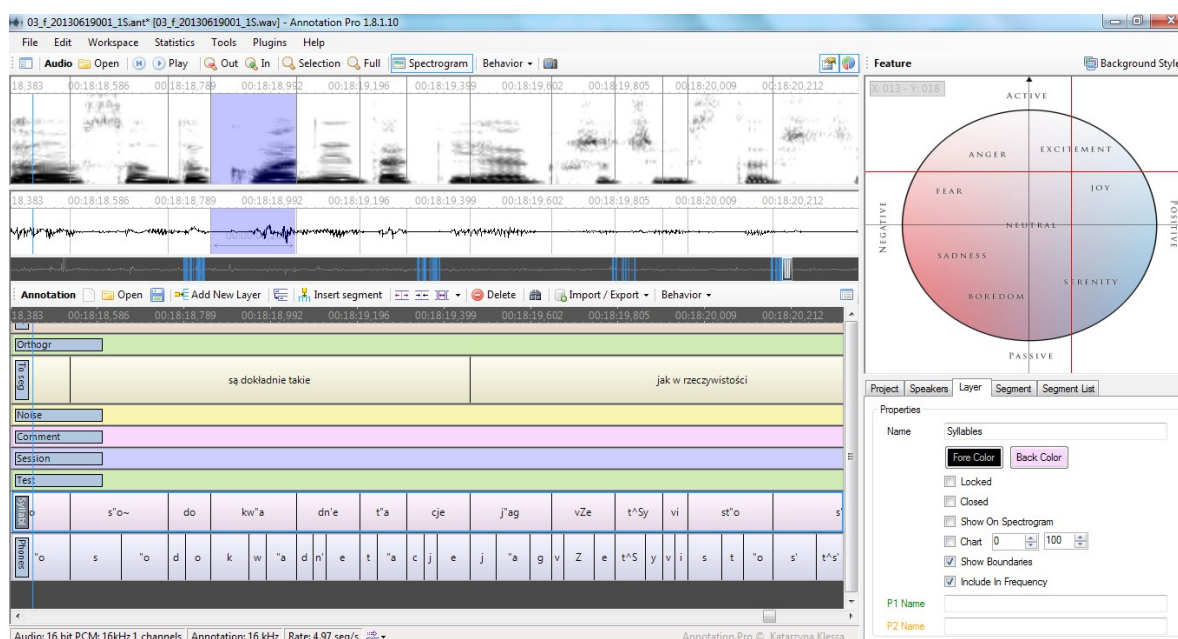 03_f_20130619001_1S.ant* [03_f_20130619001_1S.wav] - Annotation Pro 1.8.1.10
File Edit Workspace Statistics Tools Plugins Help
Audio Open Play Out In Selection Full Spectrogram Behavior
18,383 00:18:18,586 00:18:18,789 00:18:18,992 00:18:19,196 00:18:19,399 00:18:19,602 00:18:19,805 00:18:20,009 00:18:20,212
18,383 00:18:18,586 00:18:18,789 00:18:18,992 00:18:19,196 00:18:19,399 00:18:19,602 00:18:19,805 00:18:20,009 00:18:20,212
Annotation Open Add New Layer Insert segment Delete Import / Export Behavior
18,383 00:18:18,586 00:18:18,789 00:18:18,992 00:18:19,196 00:18:19,399 00:18:19,602 00:18:19,805 00:18:20,009 00:18:20,212
Orthogr
To seg są dokładnie takie jak w rzeczywistości
Noise
Comment
Session
Test
Syllabl o s"o~ do kw"a dn'e t"a cje j"ag vZe t^Sy vi st"o s'
Phones "o s "o d o k w "a d n' e t "a c j e j "a g v Z e t^S y v i s t "o s' t^s'
Audio: 16 bit PCM; 16kHz 1 channels Annotation: 16 kHz Rate: 4,97 seg/s Annotation Pro © Katarzyna Klessa
Feature Background Style
X: 013 - Y: 018
ACTIVE
ANGER EXCITEMENT
FEAR JOY
NEGATIVE NEUTRAL POSITIVE
SADNESS
SERENITY
BOREDOM
PASSIVE
Project Speakers Layer Segment Segment List
Properties
Name Syllables
Fore Color Back Color
Locked
Closed
Show On Spectrogram
Chart 0 100
Show Boundaries
Include In Frequency
P1 Name
P2 Name